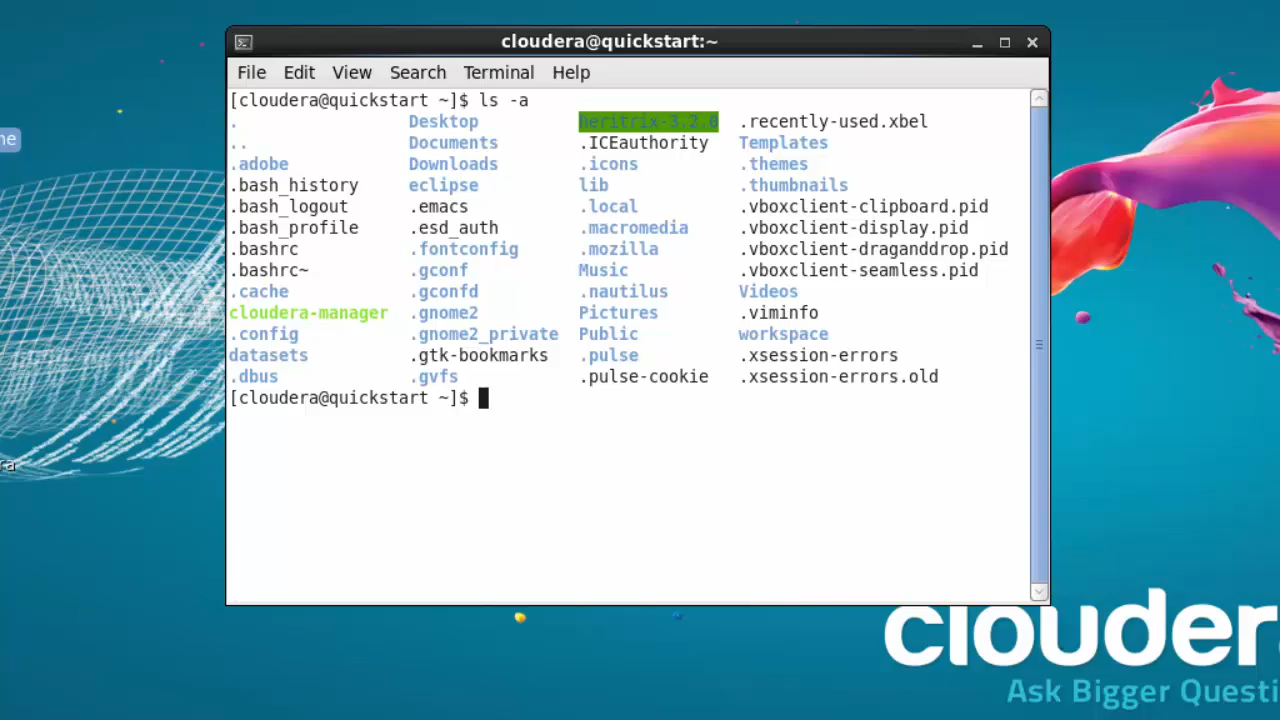 cloudera@quickstart:~
File Edit View Search Terminal Help
[cloudera@quickstart ~]$ ls -a
. Desktop heritrix-3.2.0 .recently-used.xbel
.. Documents .ICEauthority Templates
.adobe Downloads .icons .themes
.bash_history eclipse lib .thumbnails
.bash_logout .emacs .local .vboxclient-clipboard.pid
.bash_profile .esd_auth .macromedia .vboxclient-display.pid
.bashrc .fontconfig .mozilla .vboxclient-draganddrop.pid
.bashrc~ .gconf Music .vboxclient-seamless.pid
.cache .gconfd .nautilus Videos
cloudera-manager .gnome2 Pictures .viminfo
.config .gnome2_private Public workspace
datasets .gtk-bookmarks .pulse .xsession-errors
.dbus .gvfs .pulse-cookie .xsession-errors.old
[cloudera@quickstart ~]$
me
ra
clouder
Ask Bigger Questi